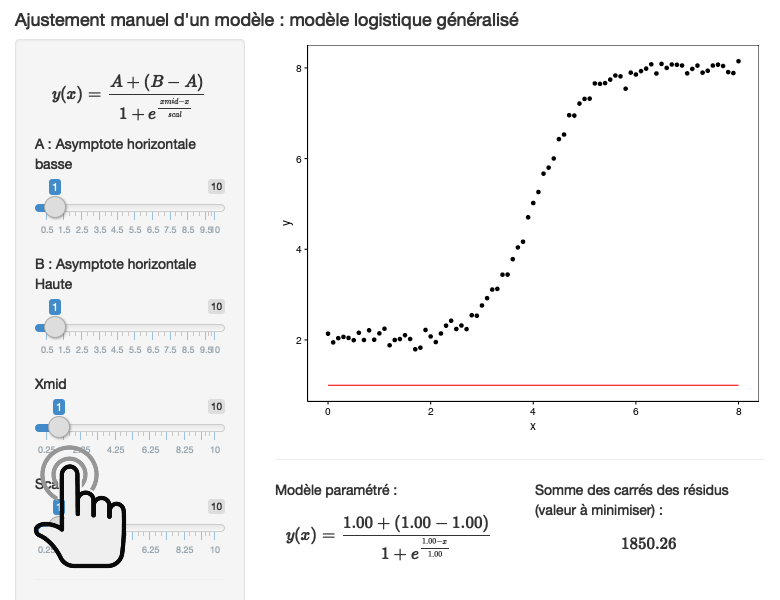 Ajustement manuel d'un modèle : modèle logistique généralisé
y(x) = A + (B − A) / 1 + e^((xmid−x)/scal)
A : Asymptote horizontale
basse
1 10
0.5 1.5 2.5 3.5 4.5 5.5 6.5 7.5 8.5 9.5 10
B : Asymptote horizontale
Haute
1 10
0.5 1.5 2.5 3.5 4.5 5.5 6.5 7.5 8.5 9.5 10
Xmid
1 10
0.25 4.25 6.25 8.25 10
1 10
6.25 8.25 10
y
8
6
4
2
0 2 4 6 8
x
Modèle paramétré :
y(x) = 1.00 + (1.00 − 1.00) / 1 + e^((1.00−x)/1.00)
Somme des carrés des résidus
(valeur à minimiser) :
1850.26